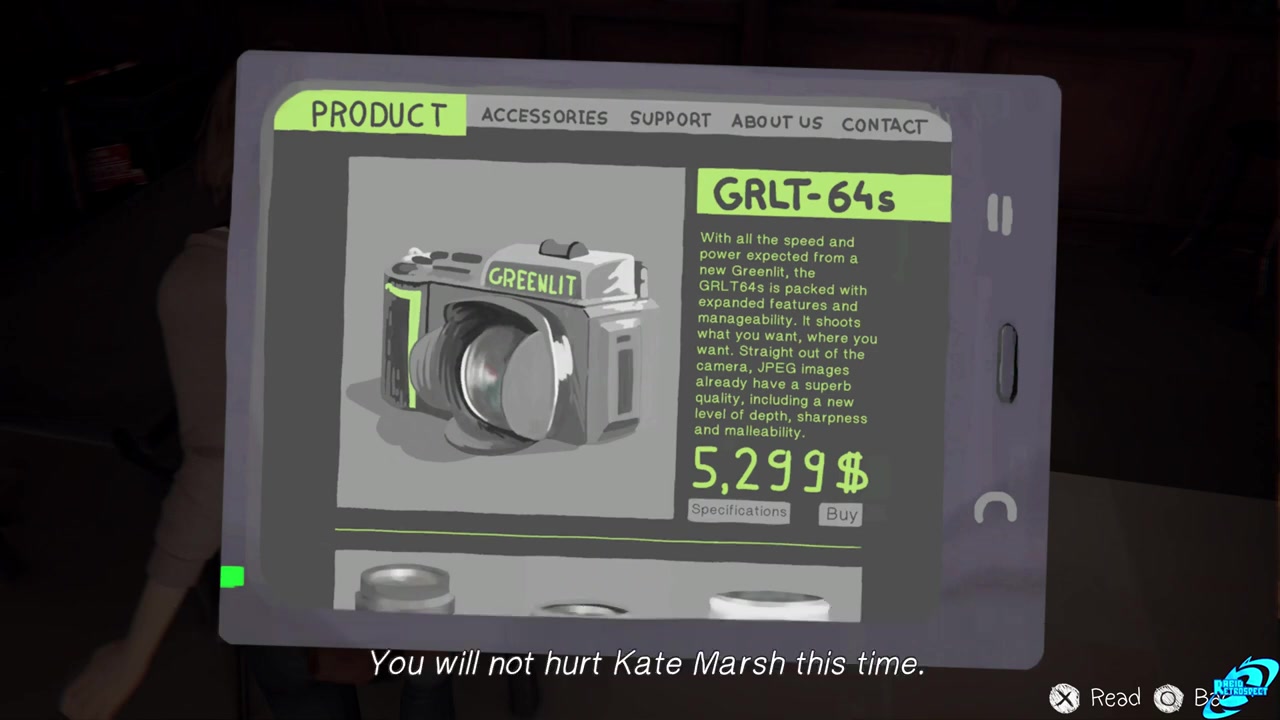 PRODUCT ACCESSORIES SUPPORT ABOUT US CONTACT
GREENLIT
GRLT-64s
With all the speed and
power expected from a
new Greenlit, the
GRLT64s is packed with
expanded features and
manageability. It shoots
what you want, where you
want. Straight out of the
camera, JPEG images
already have a superb
quality, including a new
level of depth, sharpness
and malleability.
5,299$
Specifications Buy
You will not hurt Kate Marsh this time.
Read
RETROSPECT